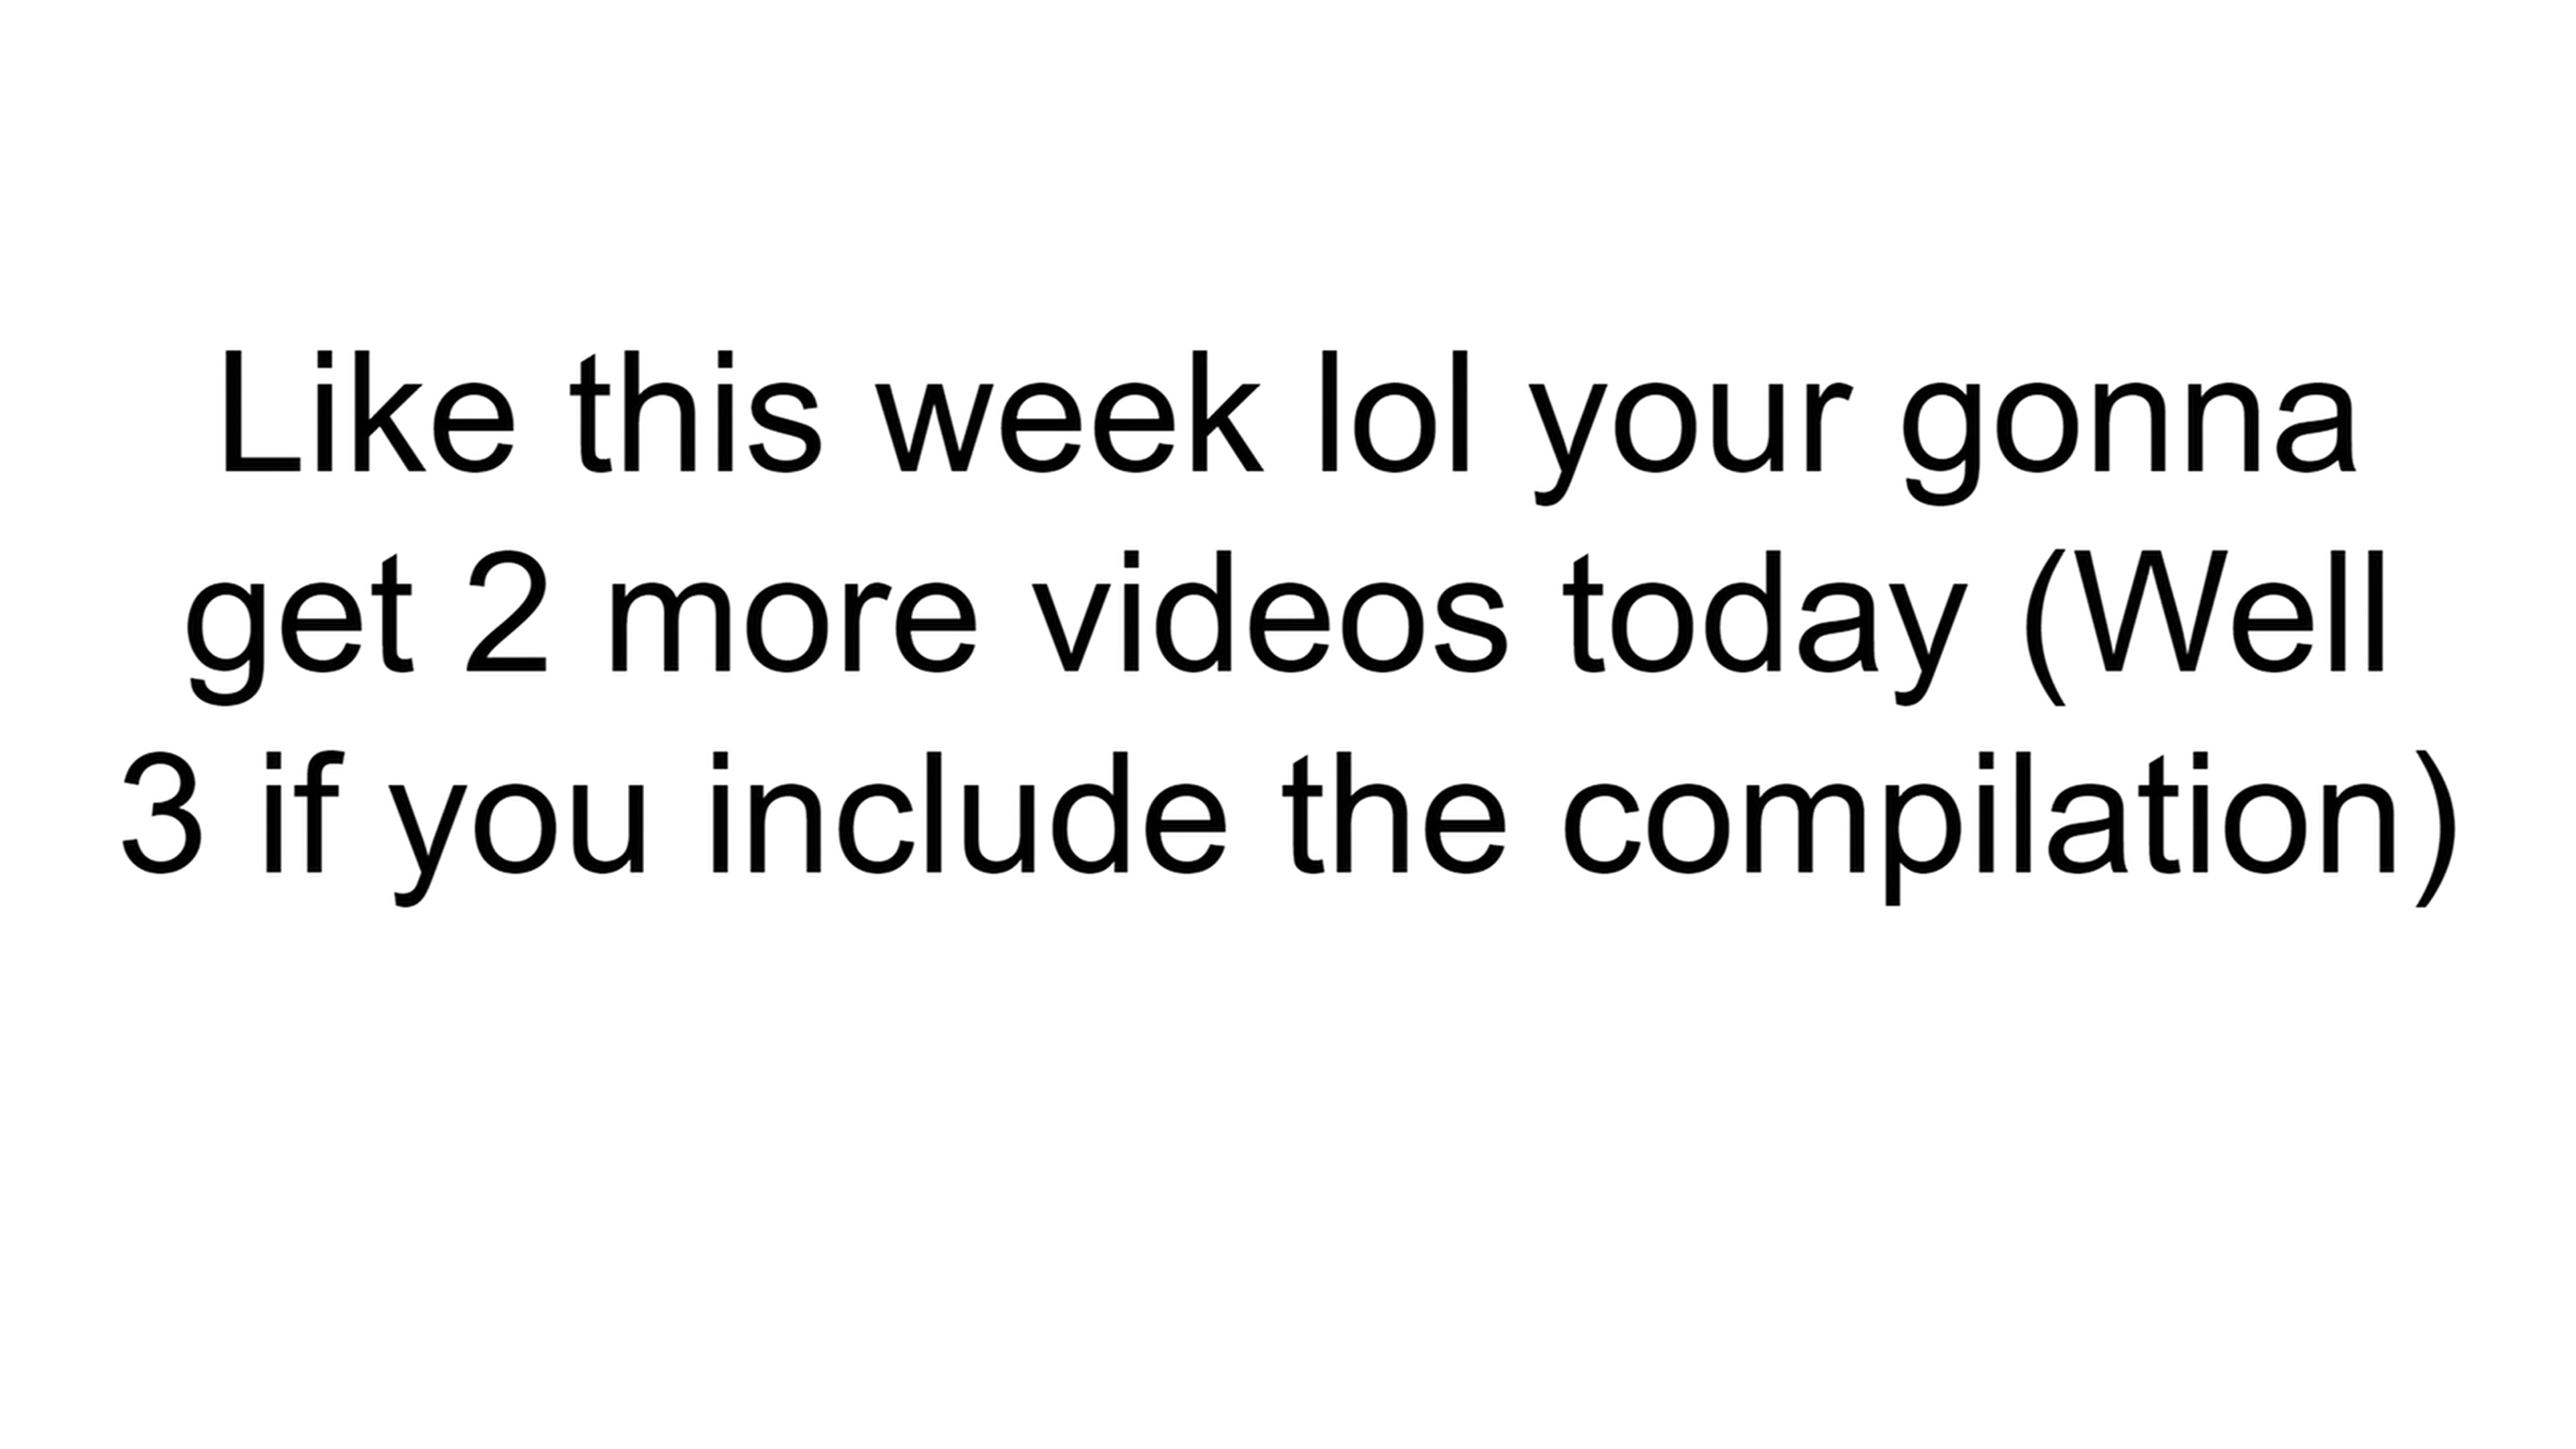 Like this week lol your gonna
get 2 more videos today (Well
3 if you include the compilation)